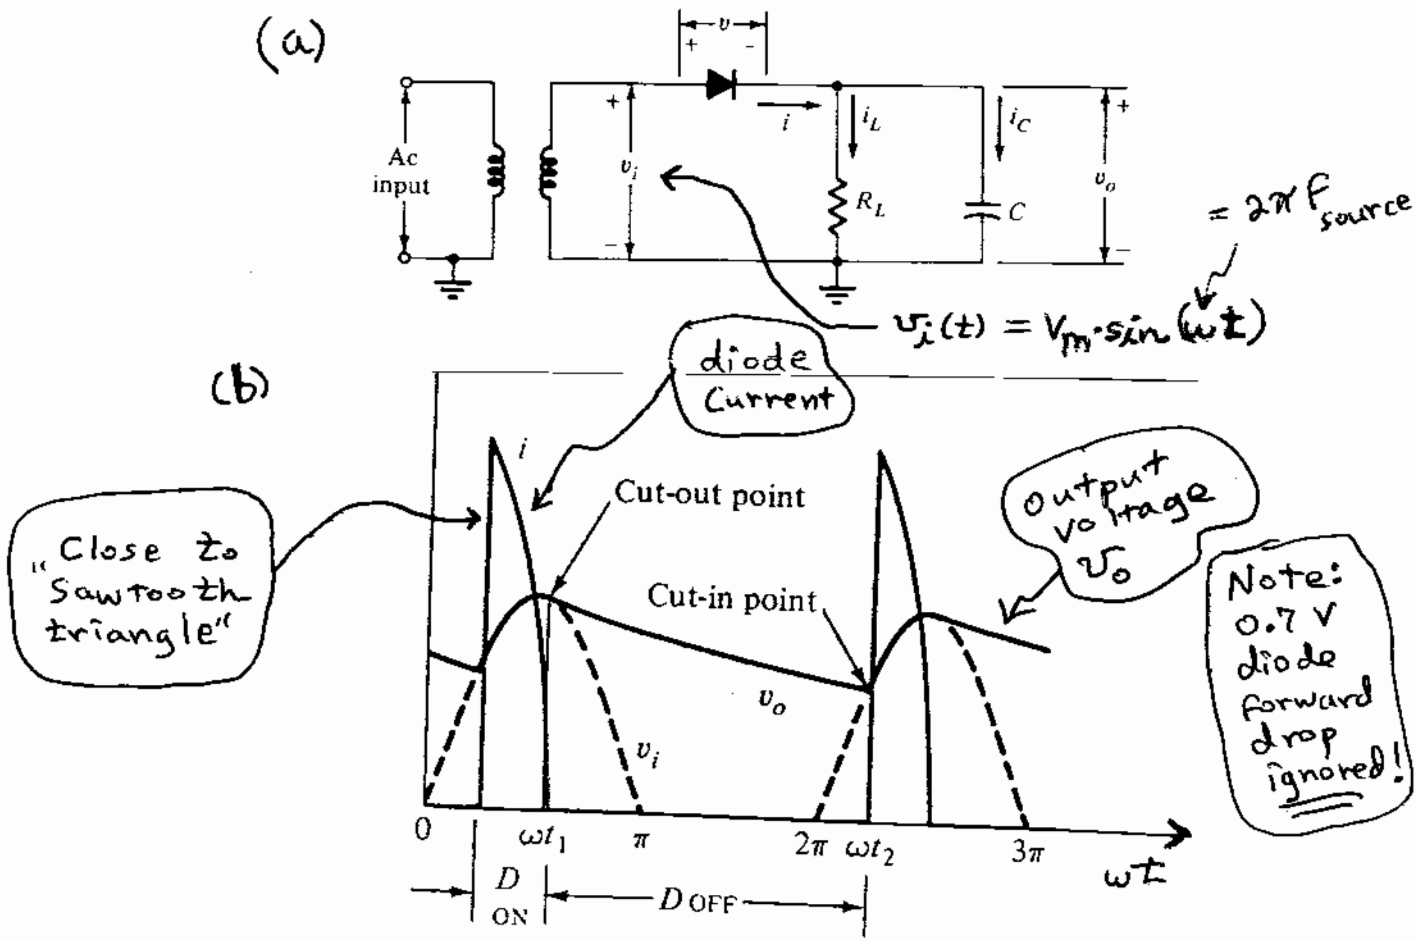 (a)
+ v -
Ac
input
+
v_i
-
i
i_L
R_L
i_C
C
+
v_o
-
= 2π f_source
v_i(t) = V_m·sin(ωt)
(b)
diode
Current
i
Cut-out point
"Close to
Sawtooth
triangle"
Cut-in point
output
voltage
v_o
Note:
0.7 V
diode
forward
drop
ignored!
v_o
v_i
0 ωt₁ π 2π ωt₂ 3π
ωt
D
ON
D OFF